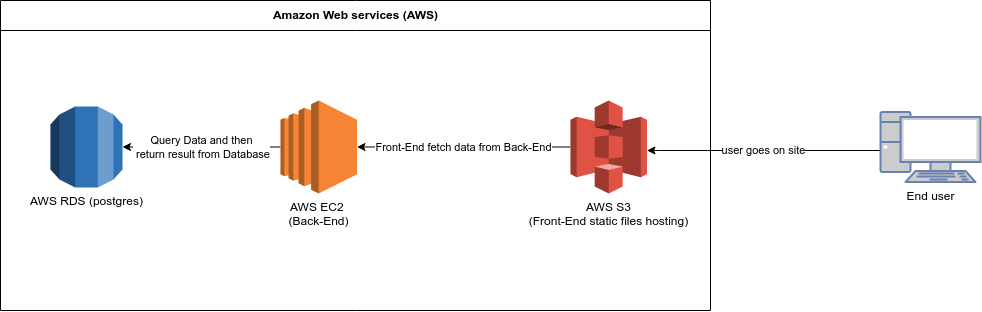 Amazon Web services (AWS)
Query Data and then
return result from Database
Front-End fetch data from Back-End
user goes on site
AWS RDS (postgres)
AWS EC2
(Back-End)
AWS S3
(Front-End static files hosting)
End user